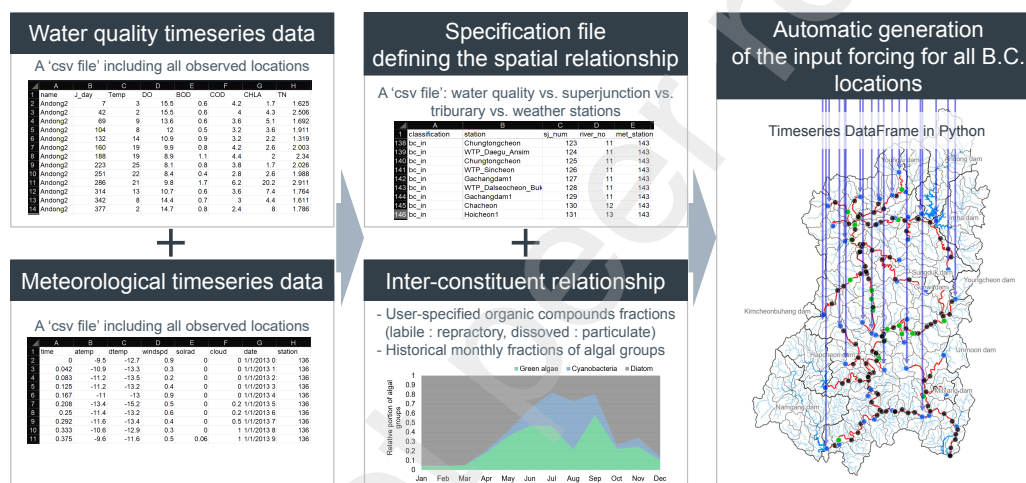 Water quality timeseries data
A 'csv file' including all observed locations
A B C D E F G H
1 name J_day Temp DO BOD COD CHLA TN
2 Andong2 7 3 15.5 0.6 4.2 1.7 1.625
3 Andong2 42 2 15.5 0.6 4 4.3 2.506
4 Andong2 69 9 13.6 0.6 3.6 5.1 1.692
5 Andong2 104 8 12 0.5 3.2 3.6 1.911
6 Andong2 132 14 10.9 0.9 3.2 2.2 1.319
7 Andong2 160 19 9.9 0.8 4.2 2.6 2.003
8 Andong2 188 19 8.9 1.1 4.4 2 2.34
9 Andong2 223 25 8.1 0.8 3.8 1.7 2.026
10 Andong2 251 22 8.4 0.4 2.8 2.6 1.988
11 Andong2 286 21 9.8 1.7 6.2 20.2 2.911
12 Andong2 314 13 10.7 0.6 3.6 7.4 1.764
13 Andong2 342 8 14.4 0.7 3 4.4 1.611
14 Andong2 377 2 14.7 0.8 2.4 8 1.786
+
Meteorological timeseries data
A 'csv file' including all observed locations
A B C D E F G H
1 time atemp dtemp windspd solrad cloud date station
2 0 -9.5 -12.7 0.9 0 0 1/1/2013 0: 136
3 0.042 -10.9 -13.3 0.3 0 0 1/1/2013 1: 136
4 0.083 -11.2 -13.5 0.2 0 0 1/1/2013 2: 136
5 0.125 -11.2 -13.2 0.4 0 0 1/1/2013 3: 136
6 0.167 -11 -13 0.9 0 0 1/1/2013 4: 136
7 0.208 -13.4 -15.2 0.5 0 0.2 1/1/2013 5: 136
8 0.25 -11.4 -13.2 0.6 0 0.2 1/1/2013 6: 136
9 0.292 -11.6 -13.4 0.4 0 0.5 1/1/2013 7: 136
10 0.333 -10.6 -12.9 0.3 0 1 1/1/2013 8: 136
11 0.375 -9.6 -11.6 0.5 0.06 1 1/1/2013 9: 136
Specification file
defining the spatial relationship
A 'csv file': water quality vs. superjunction vs.
triburary vs. weather stations
A B C D E
1 classification station sj_num river_no met_station
138 bc_in Chungtongcheon 123 11 143
139 bc_in WTP_Daegu_Ansim 124 11 143
140 bc_in Chungtongcheon 125 11 143
141 bc_in WTP_Sincheon 126 11 143
142 bc_in Gachangdam1 127 11 143
143 bc_in WTP_Dalseocheon_Buk 128 11 143
144 bc_in Gachangdam1 129 11 143
145 bc_in Chacheon 130 12 143
146 bc_in Hoicheon1 131 13 143
+
Inter-constituent relationship
- User-specified organic compounds fractions
(labile : repractory, dissoved : particulate)
- Historical monthly fractions of algal groups
Green algae Cyanobacteria Diatom
Relative portion of algal
groups
1
0.9
0.8
0.7
0.6
0.5
0.4
0.3
0.2
0.1
0
Jan Feb Mar Apr May Jun Jul Aug Sep Oct Nov Dec
Automatic generation
of the input forcing for all B.C.
locations
Timeseries DataFrame in Python
Andong dam
Imha dam
Sungduk dam
Youngcheon dam
Gunwi dam
Kimcheonbuhang dam
Unmoon dam
Hapcheon dam
Miryang dam
Namgang dam